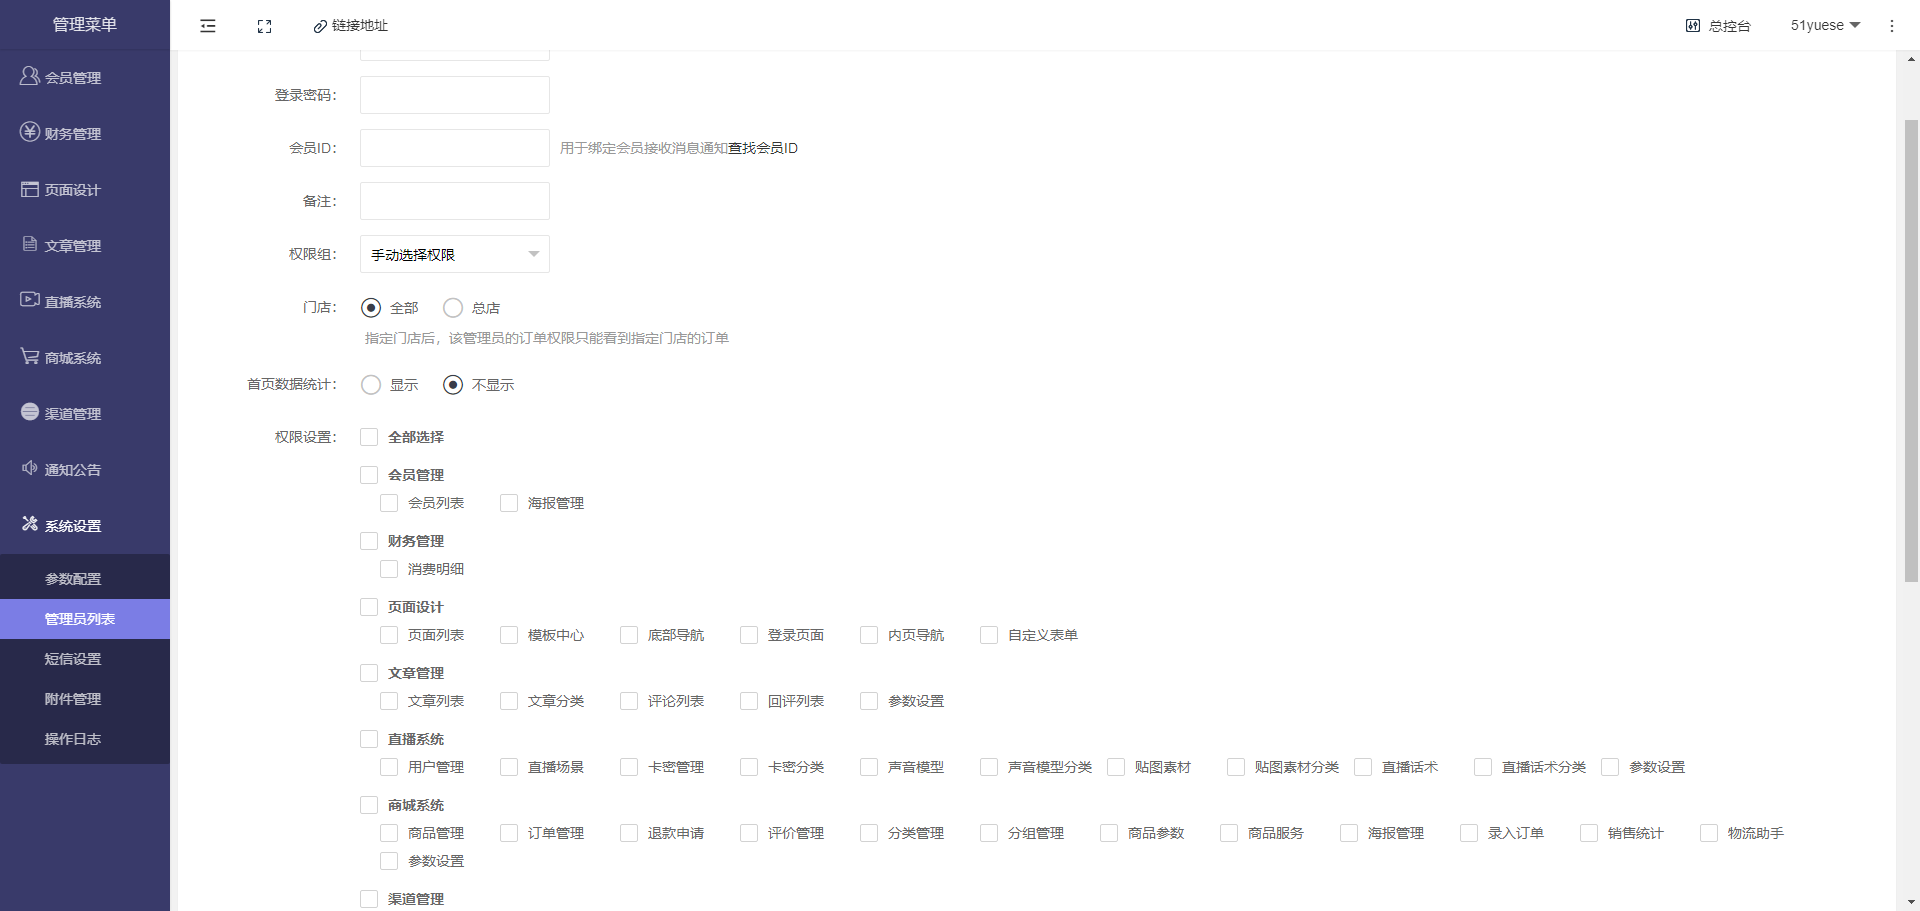 管理菜单
链接地址
总控台
51yuese
会员管理
财务管理
页面设计
文章管理
直播系统
商城系统
渠道管理
通知公告
系统设置
参数配置
管理员列表
短信设置
附件管理
操作日志
登录密码：
会员ID： 用于绑定会员接收消息通知查找会员ID
备注：
权限组： 手动选择权限
门店： 全部 总店
指定门店后，该管理员的订单权限只能看到指定门店的订单
首页数据统计： 显示 不显示
权限设置： 全部选择
会员管理
会员列表 海报管理
财务管理
消费明细
页面设计
页面列表 模板中心 底部导航 登录页面 内页导航 自定义表单
文章管理
文章列表 文章分类 评论列表 回评列表 参数设置
直播系统
用户管理 直播场景 卡密管理 卡密分类 声音模型 声音模型分类 贴图素材 贴图素材分类 直播话术 直播话术分类 参数设置
商城系统
商品管理 订单管理 退款申请 评价管理 分类管理 分组管理 商品参数 商品服务 海报管理 录入订单 销售统计 物流助手
参数设置
渠道管理